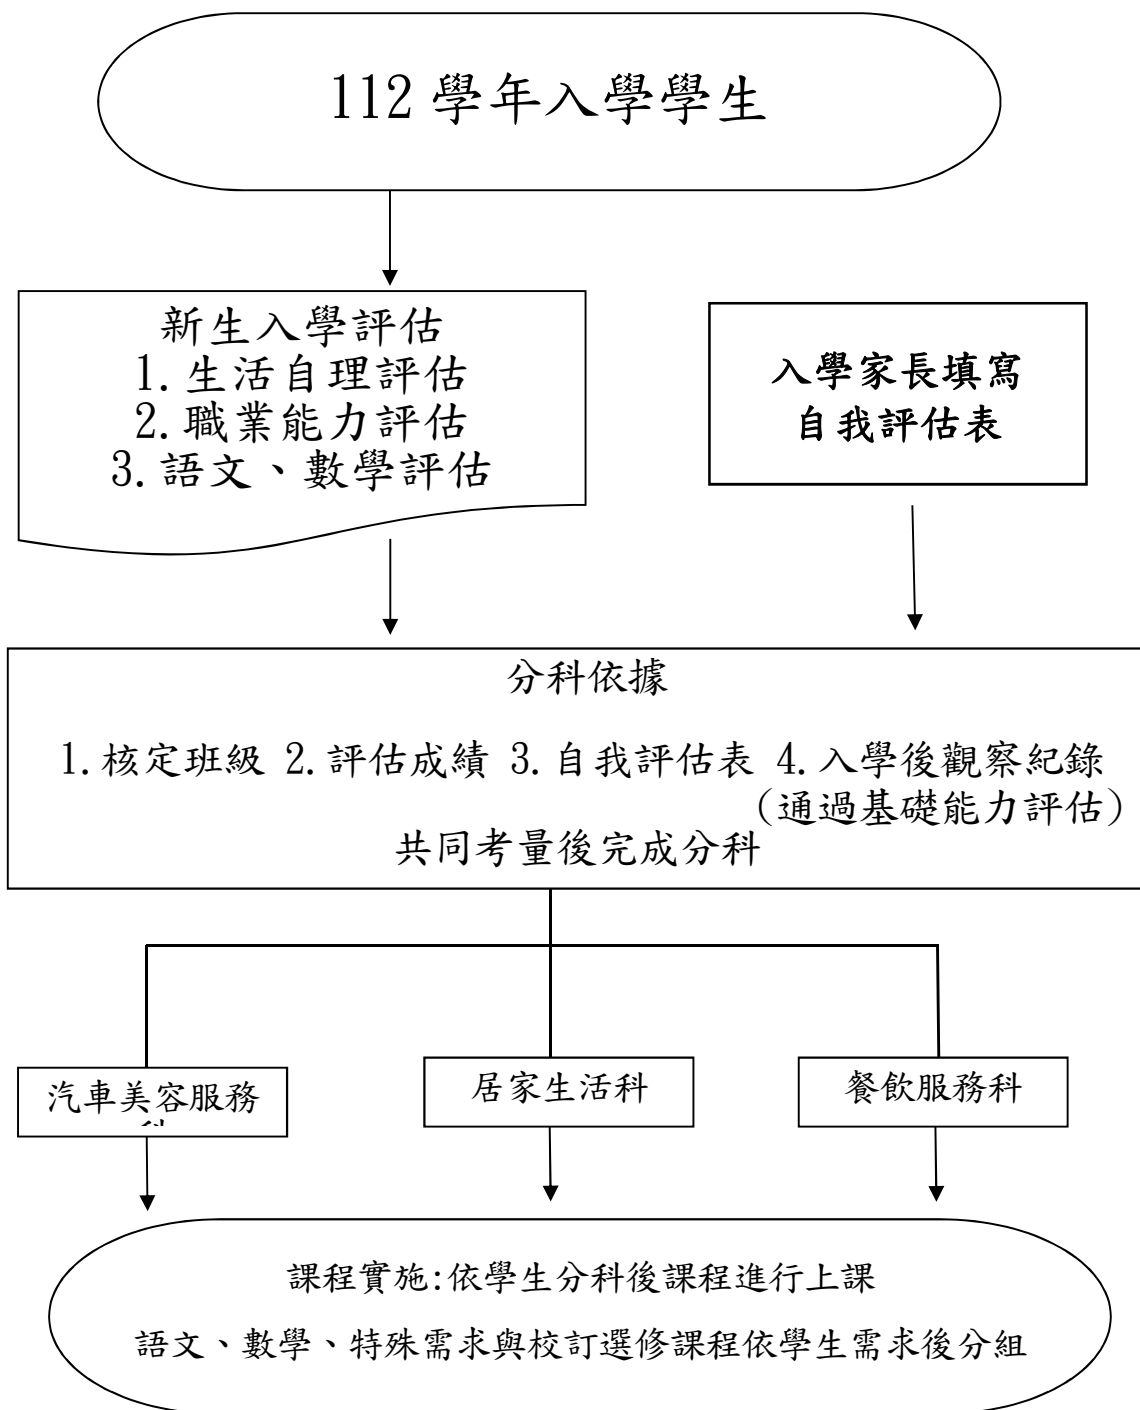 112 學年入學學生
新生入學評估
1. 生活自理評估
2. 職業能力評估
3. 語文、數學評估
入學家長填寫
自我評估表
分科依據
1. 核定班級 2. 評估成績 3. 自我評估表 4. 入學後觀察紀錄
(通過基礎能力評估)
共同考量後完成分科
汽車美容服務
居家生活科
餐飲服務科
課程實施:依學生分科後課程進行上課
語文、數學、特殊需求與校訂選修課程依學生需求後分組